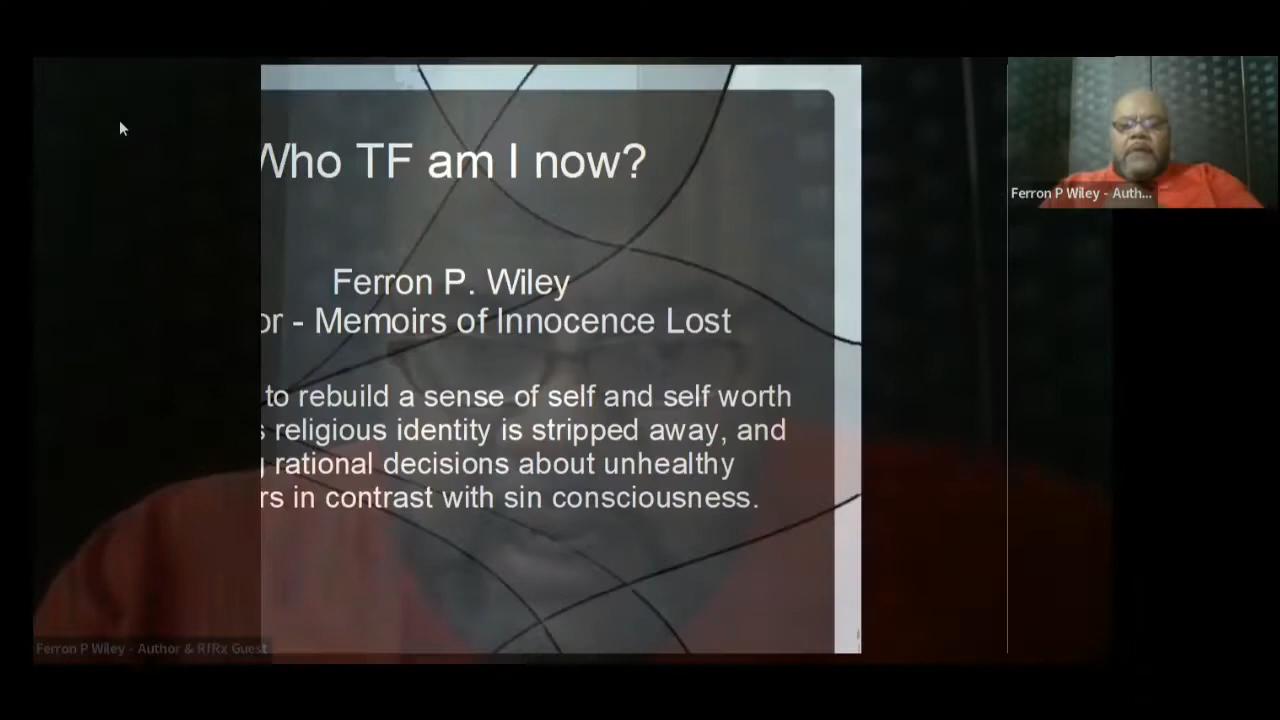 Who TF am I now?
Ferron P. Wiley
or - Memoirs of Innocence Lost
to rebuild a sense of self and self worth
s religious identity is stripped away, and
g rational decisions about unhealthy
rs in contrast with sin consciousness.
Ferron P Wiley - Auth...
Ferron P Wiley - Author & RfRx Guest